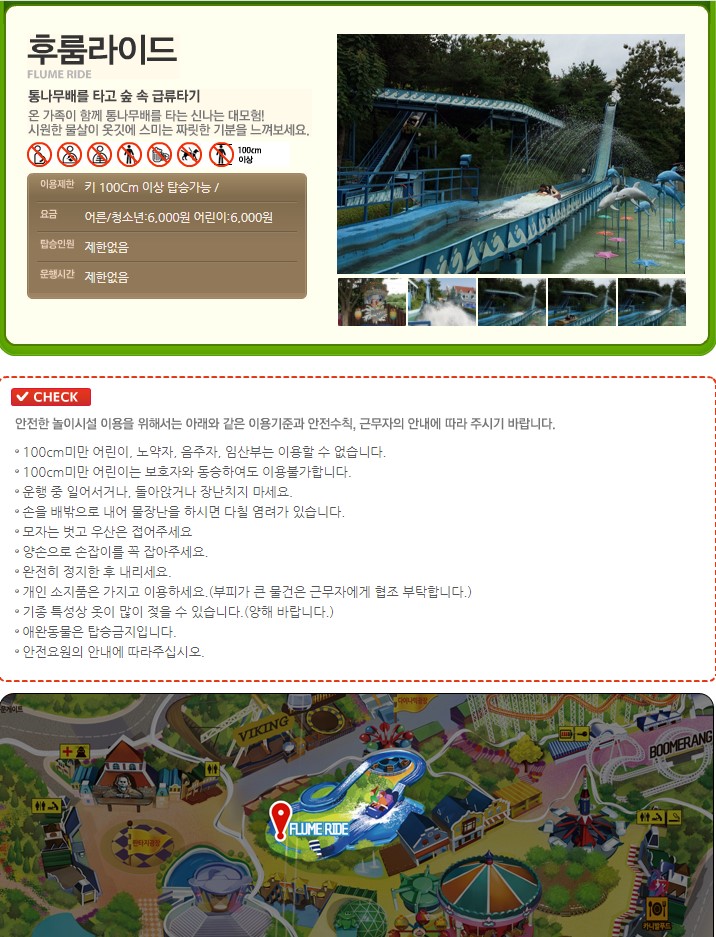 후룸라이드
FLUME RIDE
통나무배를 타고 숲 속 급류타기
온 가족이 함께 통나무배를 타는 신나는 대모험!
시원한 물살이 옷깃에 스미는 짜릿한 기분을 느껴보세요.
100cm
이상
이용제한 키 100Cm 이상 탑승가능 /
요금 어른/청소년:6,000원 어린이:6,000원
탑승인원 제한없음
운행시간 제한없음
CHECK
안전한 놀이시설 이용을 위해서는 아래와 같은 이용기준과 안전수칙, 근무자의 안내에 따라 주시기 바랍니다.
100cm미만 어린이, 노약자, 음주자, 임산부는 이용할 수 없습니다.
100cm미만 어린이는 보호자와 동승하여도 이용불가합니다.
운행 중 일어서거나, 돌아앉거나 장난치지 마세요.
손을 배밖으로 내어 물장난을 하시면 다칠 염려가 있습니다.
모자는 벗고 우산은 접어주세요
양손으로 손잡이를 꼭 잡아주세요.
완전히 정지한 후 내리세요.
개인 소지품은 가지고 이용하세요.(부피가 큰 물건은 근무자에게 협조 부탁합니다.)
기종 특성상 옷이 많이 젖을 수 있습니다.(양해 바랍니다.)
애완동물은 탑승금지입니다.
안전요원의 안내에 따라주십시오.
VIKING
BOOMERANG
FLUME RIDE
판타지광장
카니발푸드